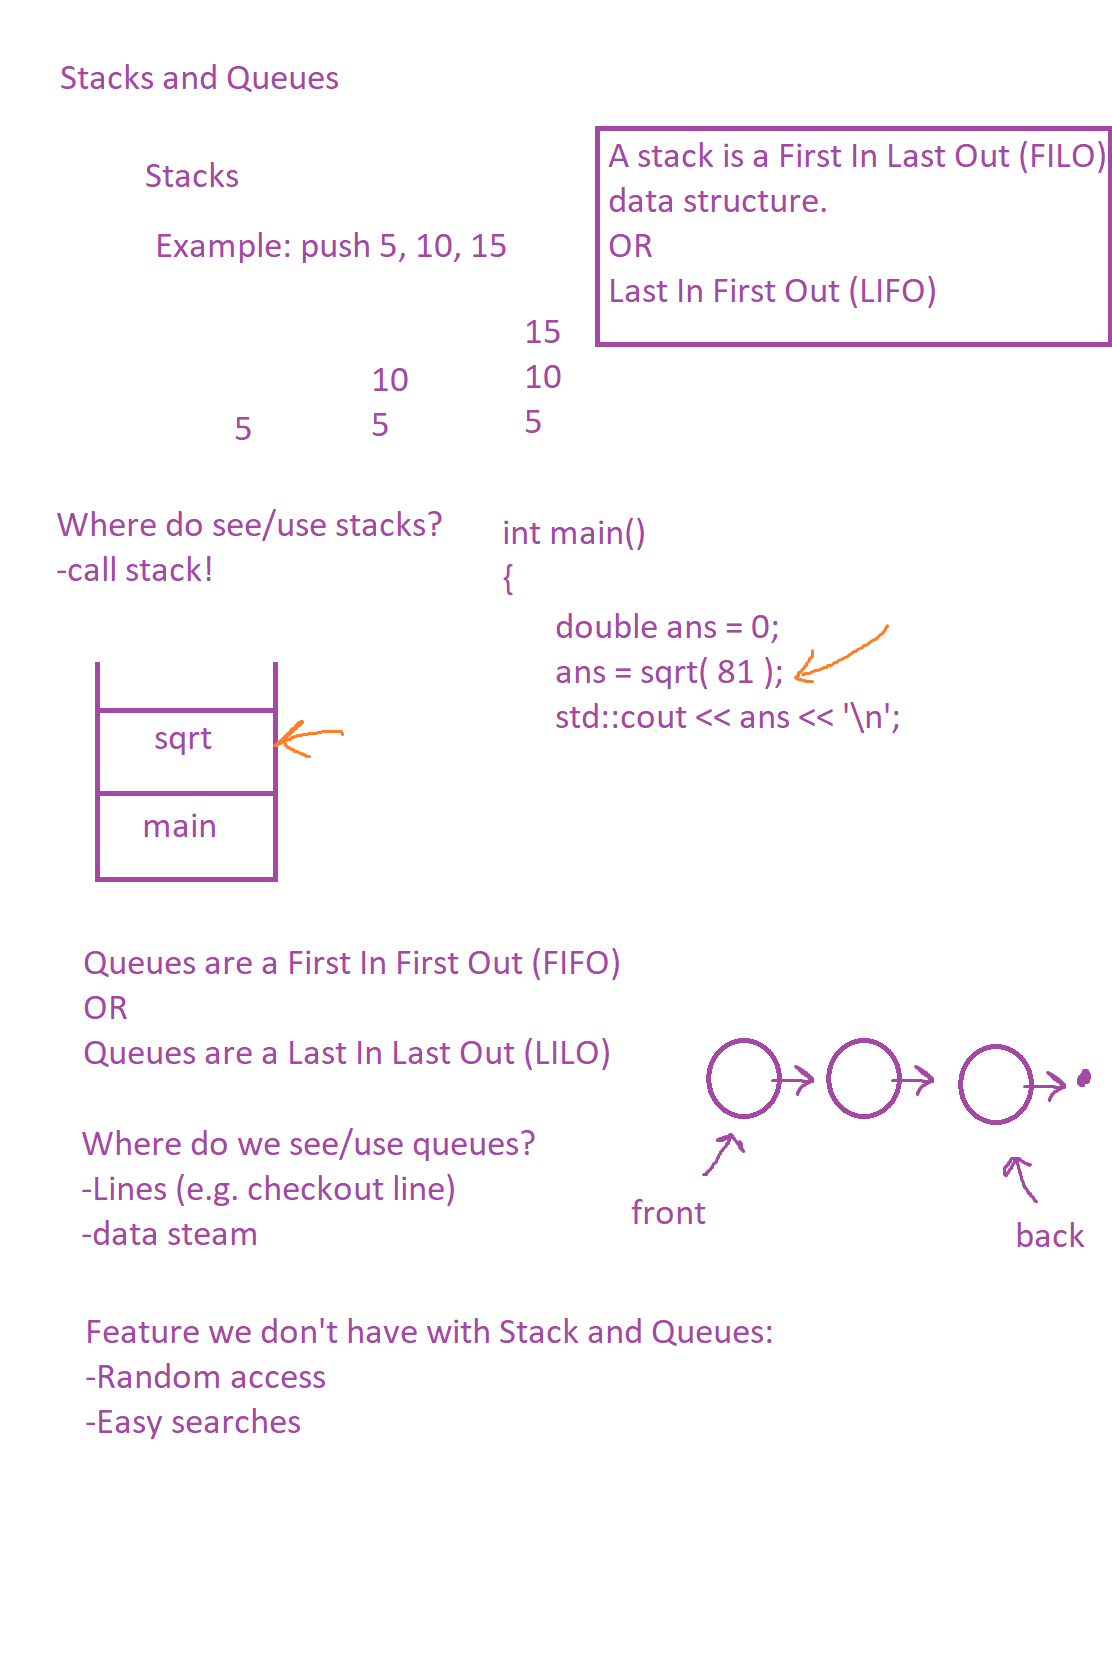 Stacks and Queues
Stacks
Example: push 5, 10, 15
A stack is a First In Last Out (FILO)
data structure.
OR
Last In First Out (LIFO)
5
10
5
15
10
5
Where do see/use stacks?
-call stack!
int main()
{
double ans = 0;
ans = sqrt( 81 );
std::cout << ans << '\n';
sqrt
main
Queues are a First In First Out (FIFO)
OR
Queues are a Last In Last Out (LILO)
Where do we see/use queues?
-Lines (e.g. checkout line)
-data steam
front
back
Feature we don't have with Stack and Queues:
-Random access
-Easy searches